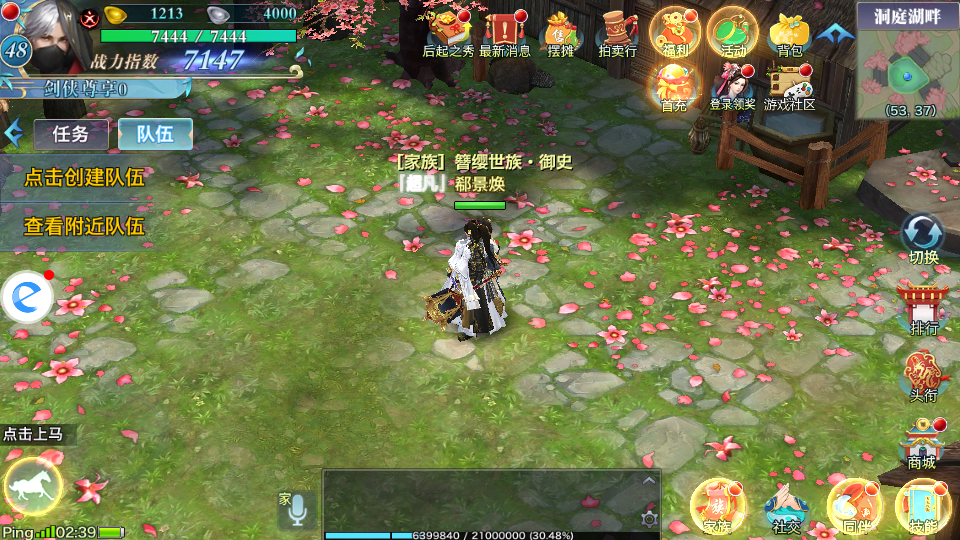 1213
4000
7444 / 7444
48
战力指数 7147
剑侠尊享0
后起之秀
最新消息
摆摊
拍卖行
福利
活动
背包
洞庭湖畔
首充
登录领奖
游戏社区
(53, 37)
任务
队伍
点击创建队伍
查看附近队伍
[家族] 簪缨世族·御史
「超凡」 郗景焕
切换
排行
头衔
商城
点击上马
家
家族
社交
同伴
技能
Ping
02:39
6399840 / 21000000 (30.48%)